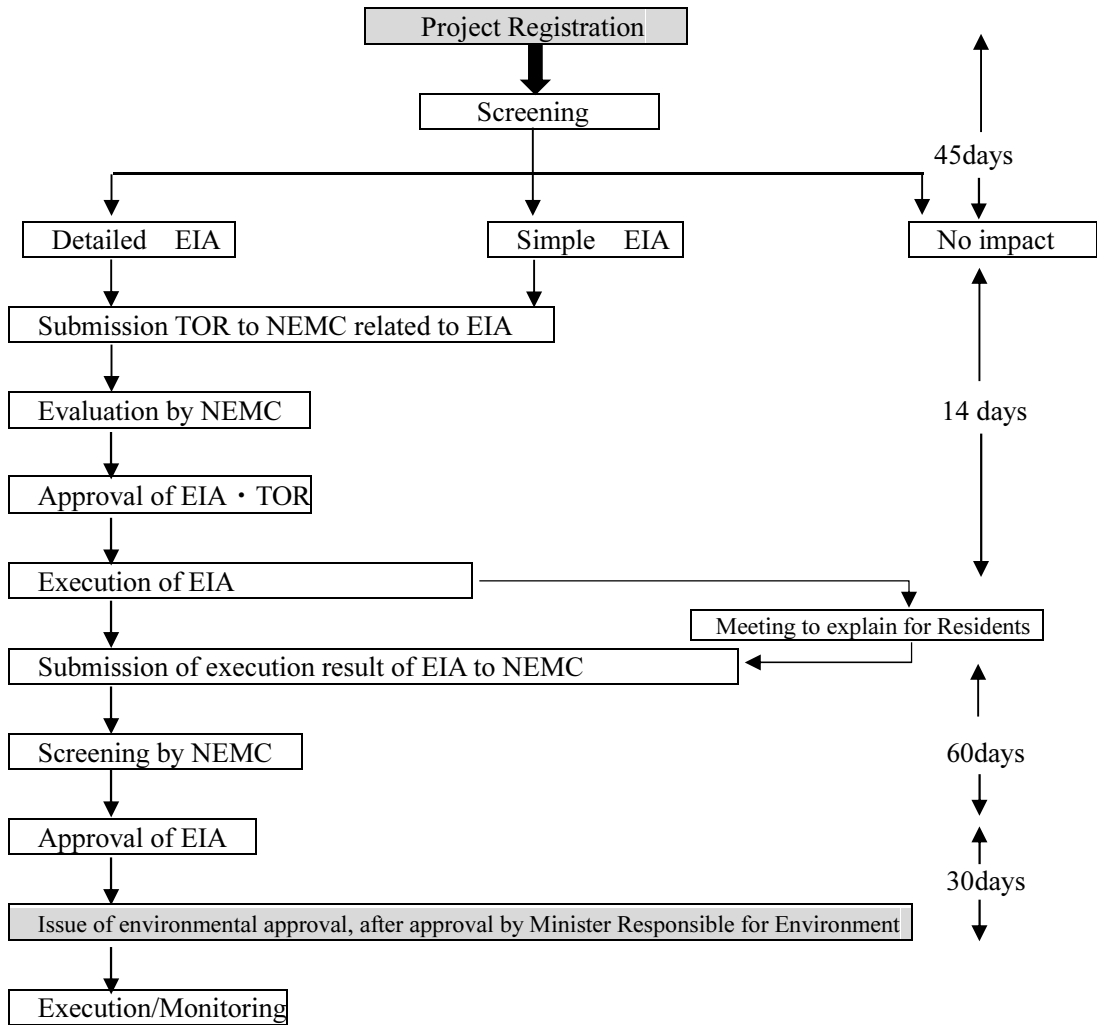 Project Registration
Screening
45days
Detailed EIA
Simple EIA
No impact
Submission TOR to NEMC related to EIA
Evaluation by NEMC
14 days
Approval of EIA・TOR
Execution of EIA
Meeting to explain for Residents
Submission of execution result of EIA to NEMC
Screening by NEMC
60days
Approval of EIA
30days
Issue of environmental approval, after approval by Minister Responsible for Environment
Execution/Monitoring